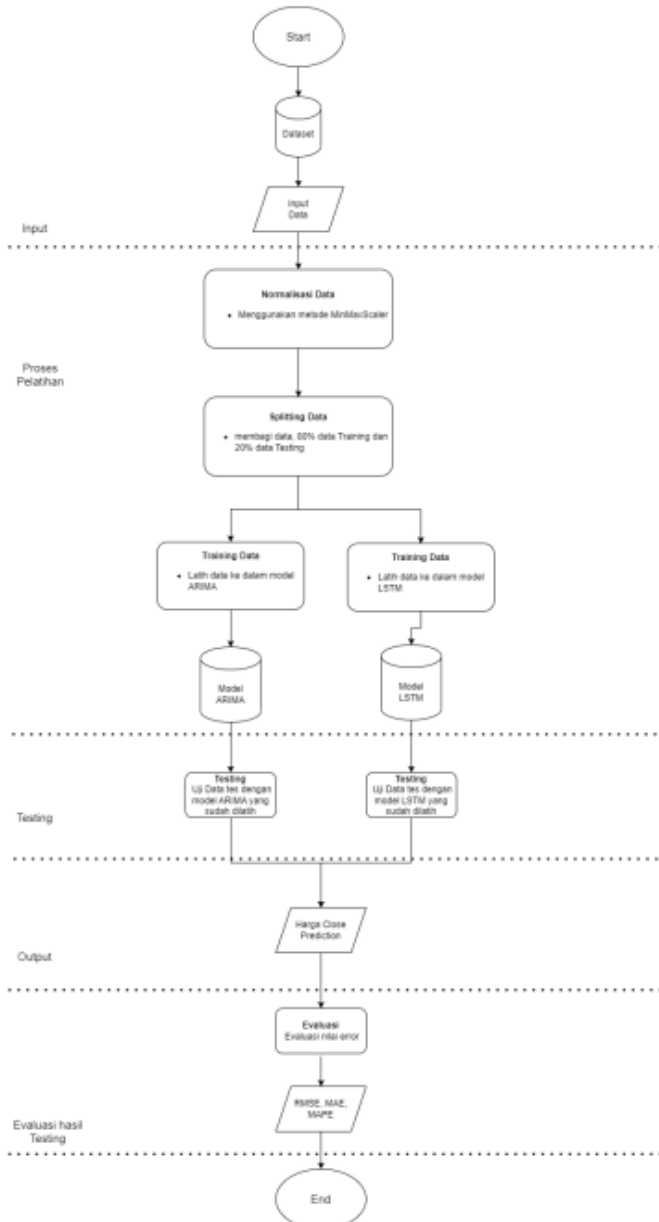 Start
Dataset
Input
Data
Input
Normalisasi Data
Menggunakan metode MinMaxScaler
Proses
Pelatihan
Splitting Data
membagi data, 80% data Training dan
20% data Testing
Training Data
Latih data ke dalam model
ARIMA
Training Data
Latih data ke dalam model
LSTM
Model
ARIMA
Model
LSTM
Testing
Uji Data tes dengan
model ARIMA yang
sudah dilatih
Testing
Uji Data tes dengan
model LSTM yang
sudah dilatih
Testing
Harga Close
Prediction
Output
Evaluasi
Evaluasi nilai error
RMSE, MAE,
MAPE
Evaluasi hasil
Testing
End